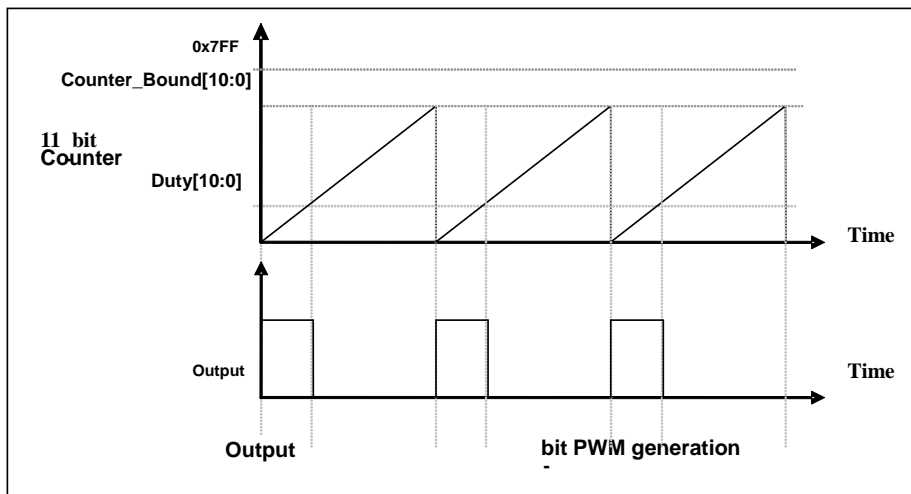 0x7FF
Counter_Bound[10:0]
11 bit
Counter
Duty[10:0]
Time
Output
Time
Output
bit PWM generation
-